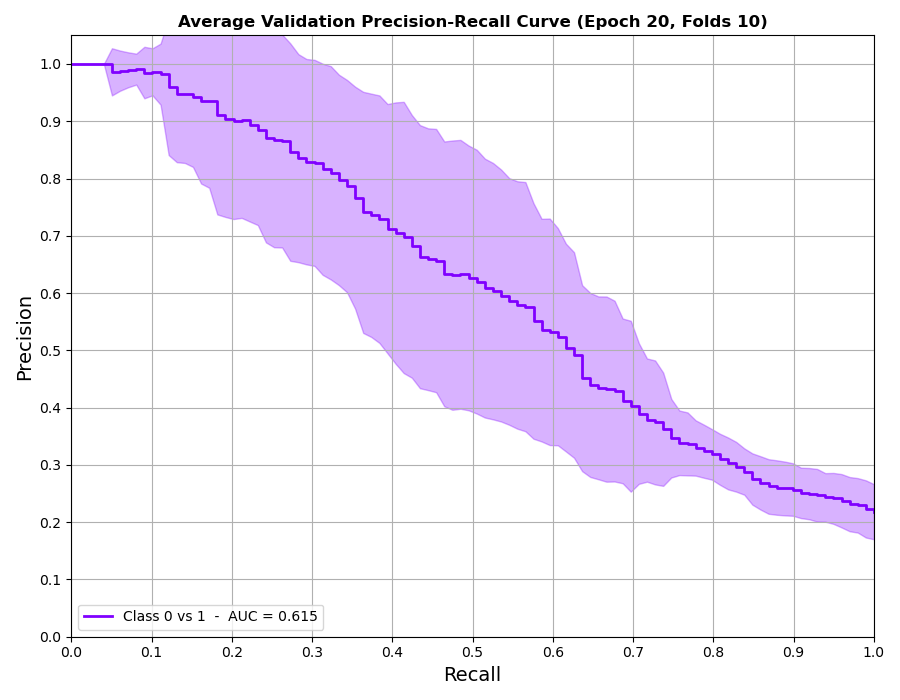 Average Validation Precision-Recall Curve (Epoch 20, Folds 10)
Precision
1.0
0.9
0.8
0.7
0.6
0.5
0.4
0.3
0.2
0.1
0.0
Class 0 vs 1 - AUC = 0.615
0.0 0.1 0.2 0.3 0.4 0.5 0.6 0.7 0.8 0.9 1.0
Recall